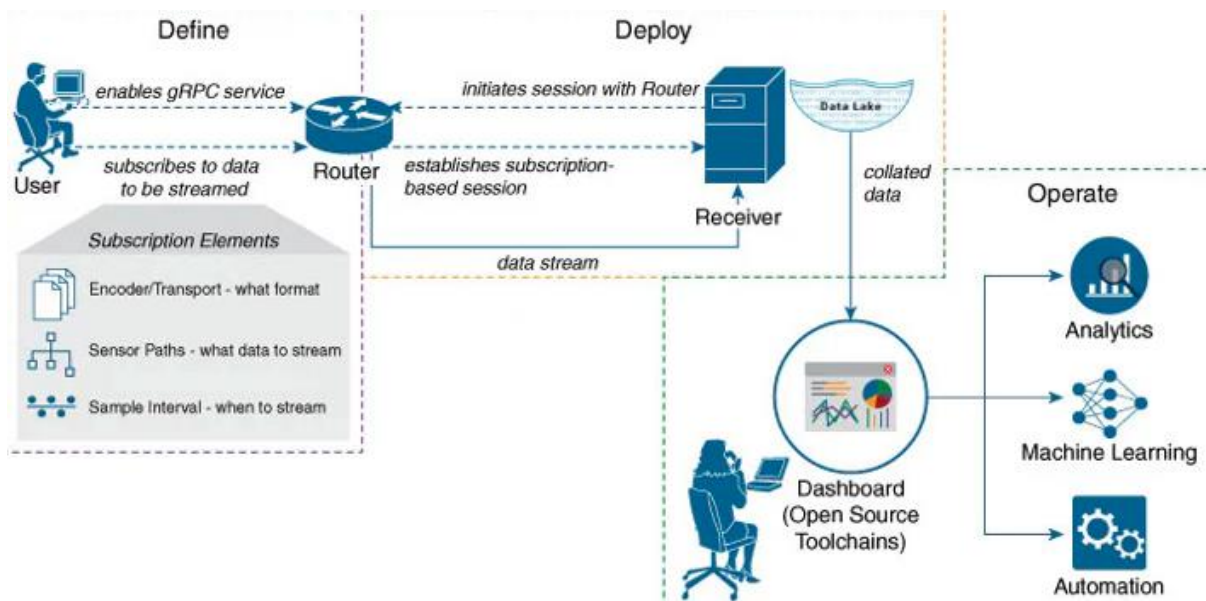 Define
Deploy
enables gRPC service
initiates session with Router
Data Lake
subscribes to data
to be streamed
User
Router
establishes subscription-
based session
Receiver
collated
data
Operate
data stream
Subscription Elements
Encoder/Transport - what format
Sensor Paths - what data to stream
Sample Interval - when to stream
Analytics
Machine Learning
Dashboard
(Open Source
Toolchains)
Automation